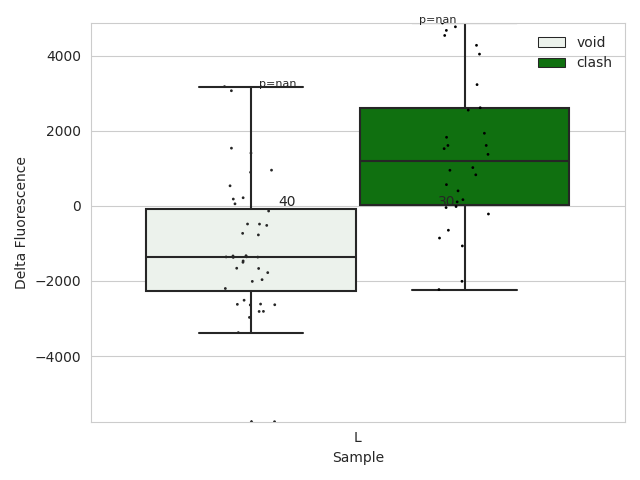 p=nan
void
clash
4000
p=nan
2000
0
40
30
−2000
−4000
Delta Fluorescence
L
Sample